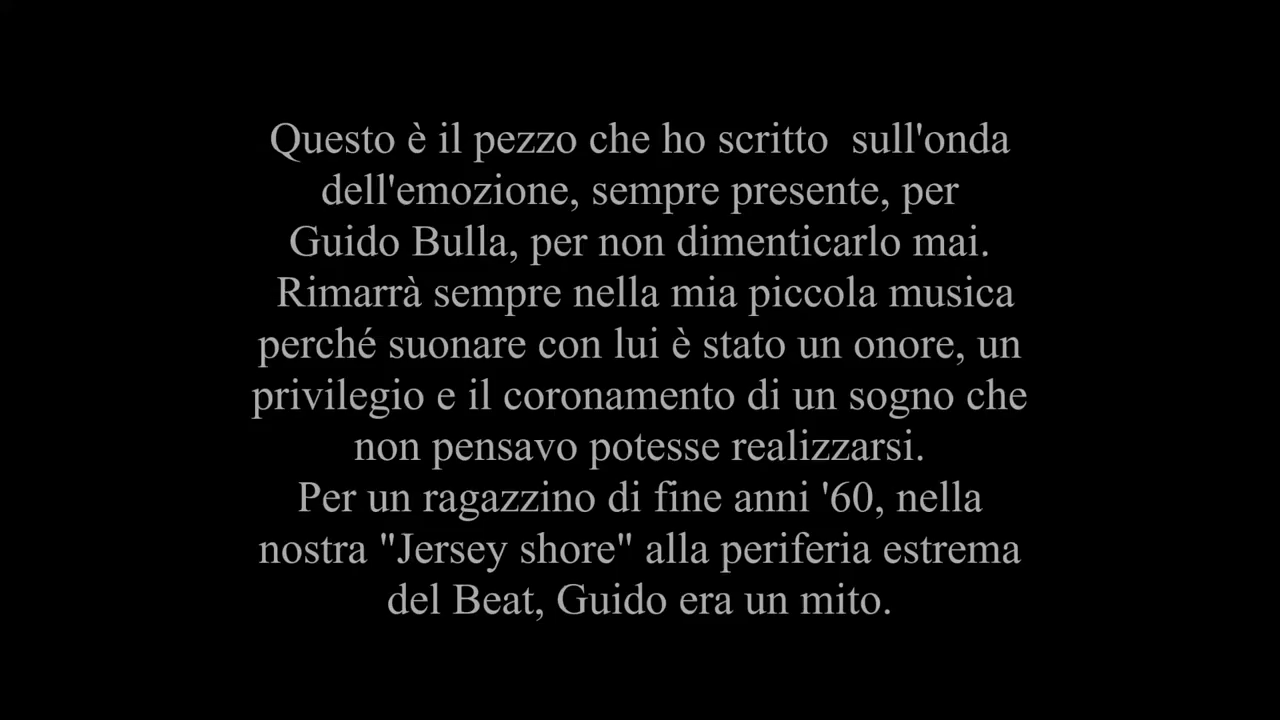 Questo è il pezzo che ho scritto  sull'onda
dell'emozione, sempre presente, per
Guido Bulla, per non dimenticarlo mai.
Rimarrà sempre nella mia piccola musica
perché suonare con lui è stato un onore, un
privilegio e il coronamento di un sogno che
non pensavo potesse realizzarsi.
Per un ragazzino di fine anni '60, nella
nostra "Jersey shore" alla periferia estrema
del Beat, Guido era un mito.